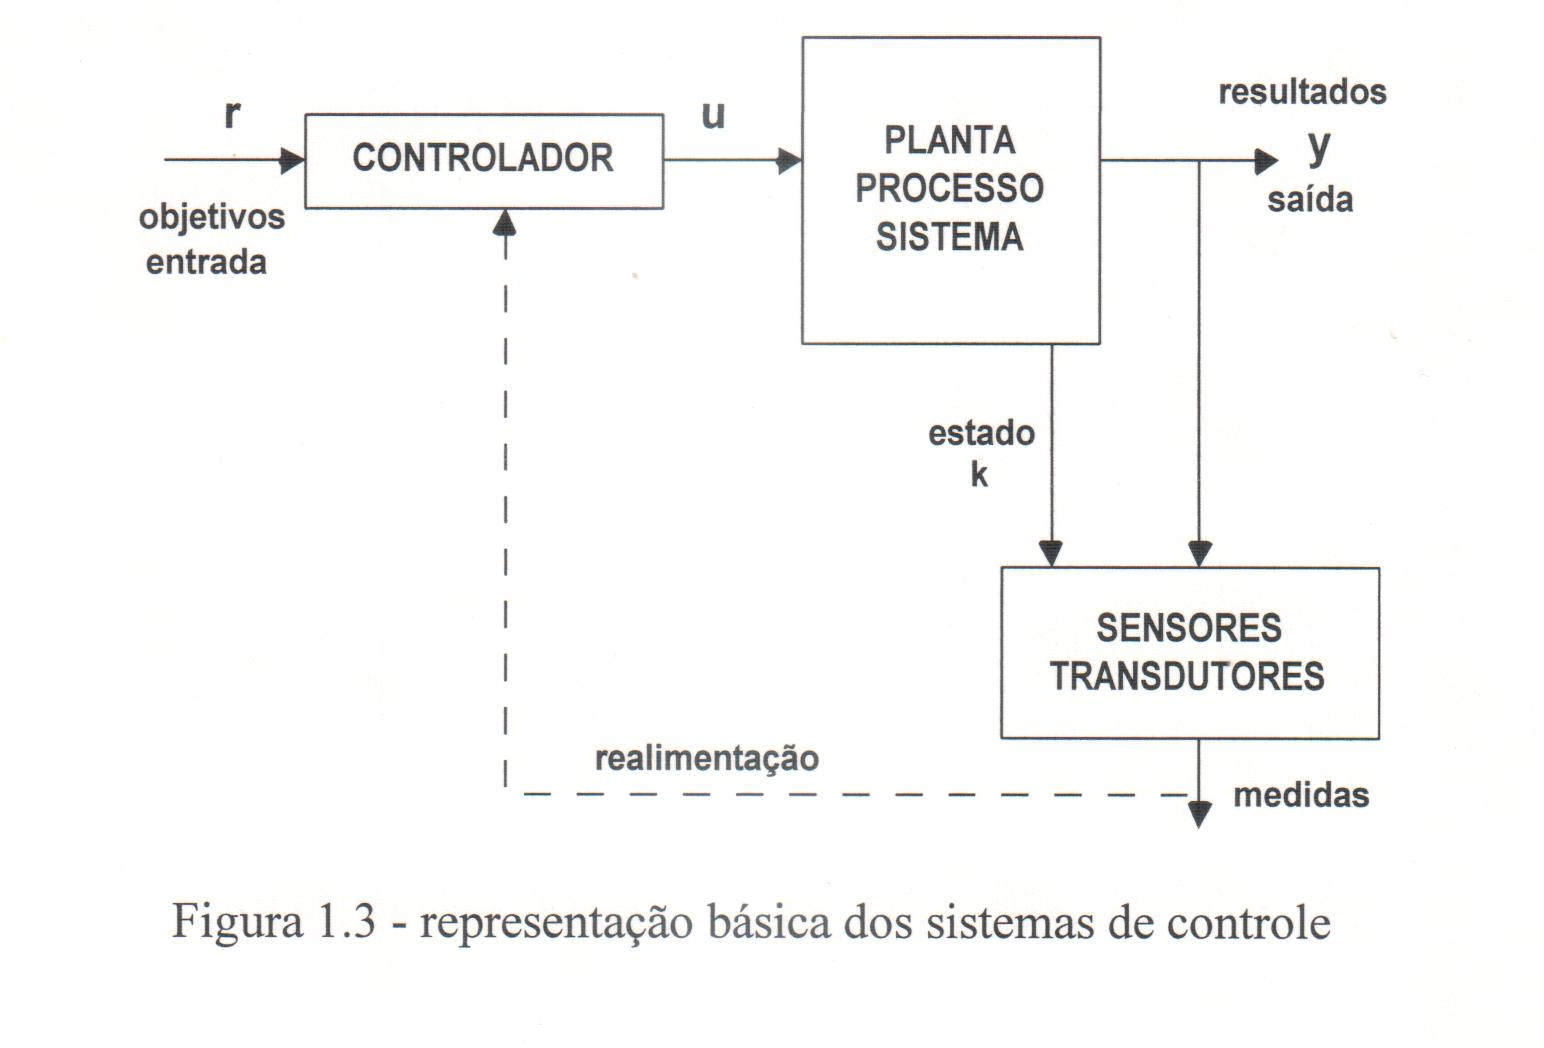 r
CONTROLADOR
u
PLANTA
PROCESSO
SISTEMA
resultados
y
saída
objetivos
entrada
estado
k
SENSORES
TRANSDUTORES
realimentação
medidas
Figura 1.3 - representação básica dos sistemas de controle